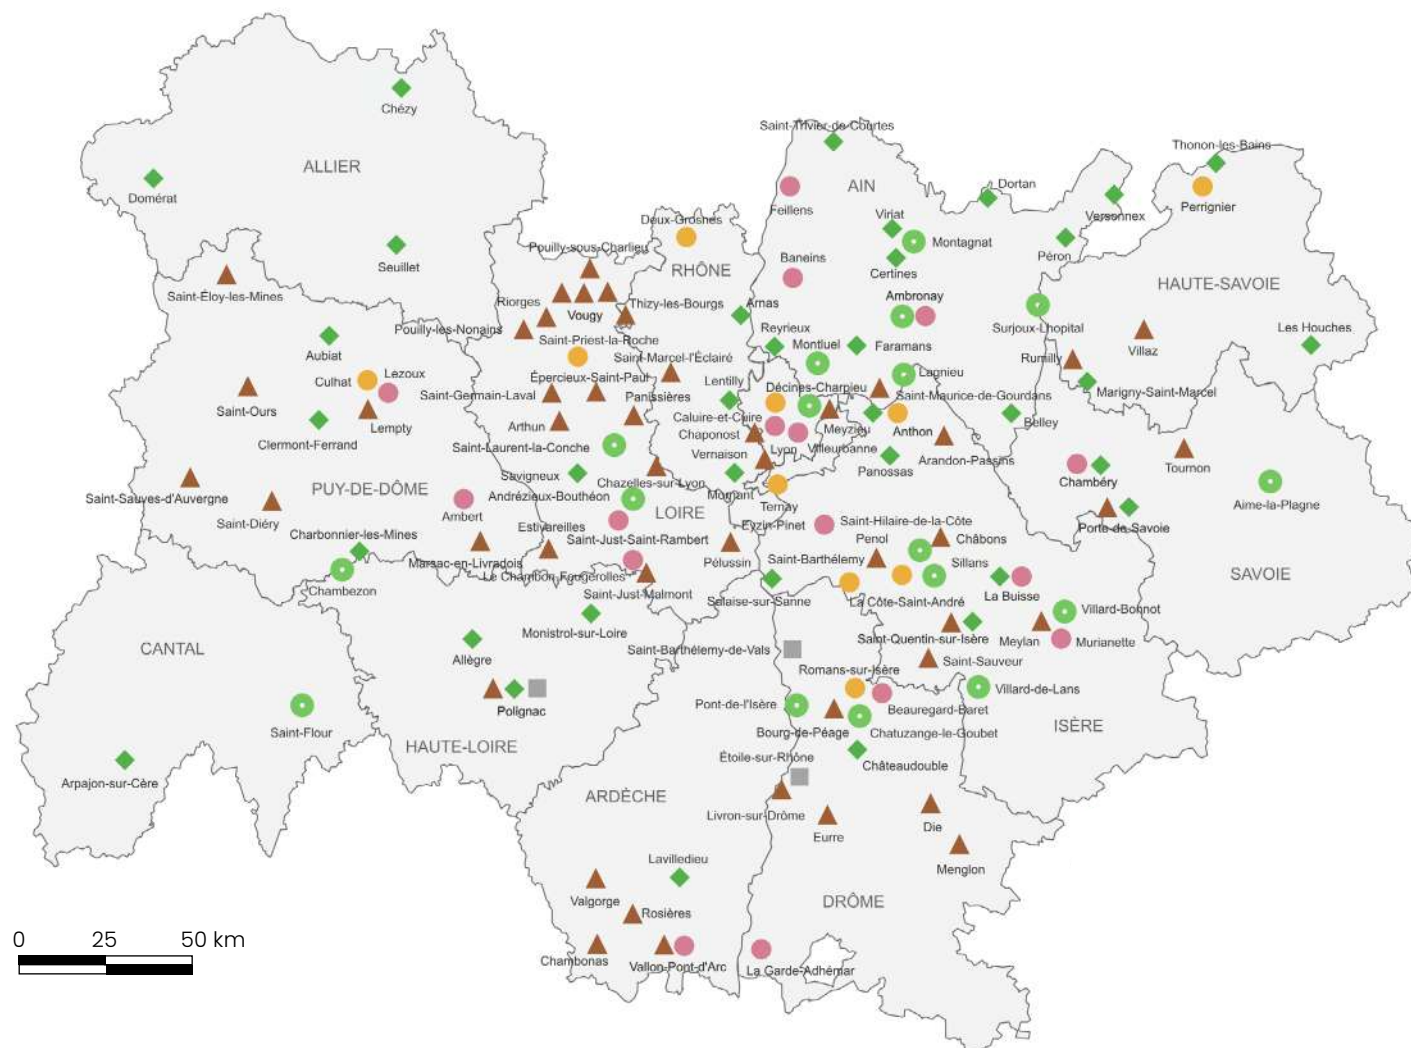 Chézy
ALLIER
Domérat
Seuillet
Saint-Éloy-les-Mines
Saint-Trivier-de-Courtes
AIN
Feillens
Dortan
Thonon-les-Bains
Perrignier
Versonnex
Viriat
Montagnat
Péron
Certines
Baneins
Deux-Grosnes
RHÔNE
Pouilly-sous-Charlieu
Riorges
Vougy
Thizy-les-Bourgs
Pouilly-les-Nonains
Saint-Priest-la-Roche
Arnas
Ambronay
Surjoux-Lhopital
HAUTE-SAVOIE
Les Houches
Villaz
Rumilly
Marigny-Saint-Marcel
Reyrieux
Montluel
Faramans
Lagnieu
Saint-Marcel-l'Éclairé
Épercieux-Saint-Paul
Saint-Germain-Laval
Panissières
Lentilly
Décines-Charpieu
Saint-Maurice-de-Gourdans
Aubiat
Culhat
Lezoux
Saint-Ours
Lempty
Clermont-Ferrand
Arthun
Caluire-et-Cuire
Meyzieu
Anthon
Belley
Chaponost
Villeurbanne
Lyon
Arandon-Passins
Tournon
Saint-Laurent-la-Conche
Vernaison
Panossas
Chambéry
Savigneux
Chazelles-sur-Lyon
Mornant
Ternay
Aime-la-Plagne
Saint-Sauves-d'Auvergne
PUY-DE-DÔME
Saint-Diéry
Ambert
Andrézieux-Bouthéon
LOIRE
Eyzin-Pinet
Saint-Hilaire-de-la-Côte
Porte-de-Savoie
Charbonnier-les-Mines
Estivareilles
Saint-Just-Saint-Rambert
Penol
Châbons
Marsac-en-Livradois
Pélussin
Saint-Barthélemy
Sillans
Chambezon
Le Chambon-Feugerolles
Saint-Just-Malmont
Salaise-sur-Sanne
La Côte-Saint-André
La Buisse
SAVOIE
Villard-Bonnot
CANTAL
Monistrol-sur-Loire
Allègre
Saint-Barthélemy-de-Vals
Saint-Quentin-sur-Isère
Meylan
Murianette
Saint-Sauveur
Romans-sur-Isère
Villard-de-Lans
Polignac
Pont-de-l'Isère
Beauregard-Baret
Saint-Flour
HAUTE-LOIRE
Bourg-de-Péage
Chatuzange-le-Goubet
ISÈRE
Arpajon-sur-Cère
Étoile-sur-Rhône
Châteaudouble
ARDÈCHE
Livron-sur-Drôme
Eurre
Die
Menglon
Lavilledieu
Valgorge
Rosières
DRÔME
Chambonas
Vallon-Pont-d'Arc
La Garde-Adhémar
0 25 50 km